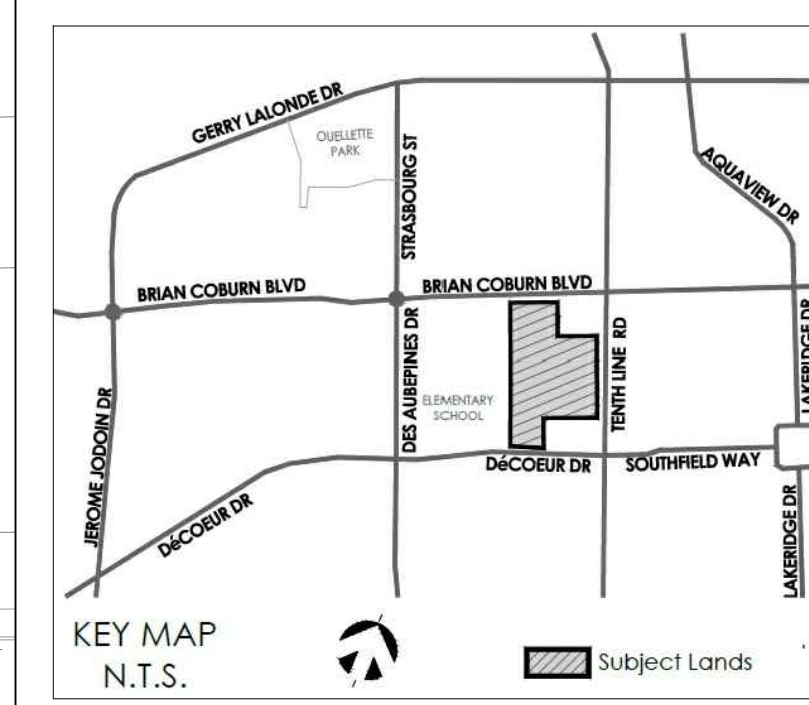 GERRY LALONDE DR
OUELLETTE
PARK
STRASBOURG ST
AQUAVIEW DR
BRIAN COBURN BLVD
BRIAN COBURN BLVD
LAKERIDGE DR
TENTH LINE RD
DES AUBEPINES DR
ELEMENTARY
SCHOOL
JEROME JODOIN DR
DéCOEUR DR
SOUTHFIELD WAY
DéCOEUR DR
LAKERIDGE DR
KEY MAP
N.T.S.
Subject Lands